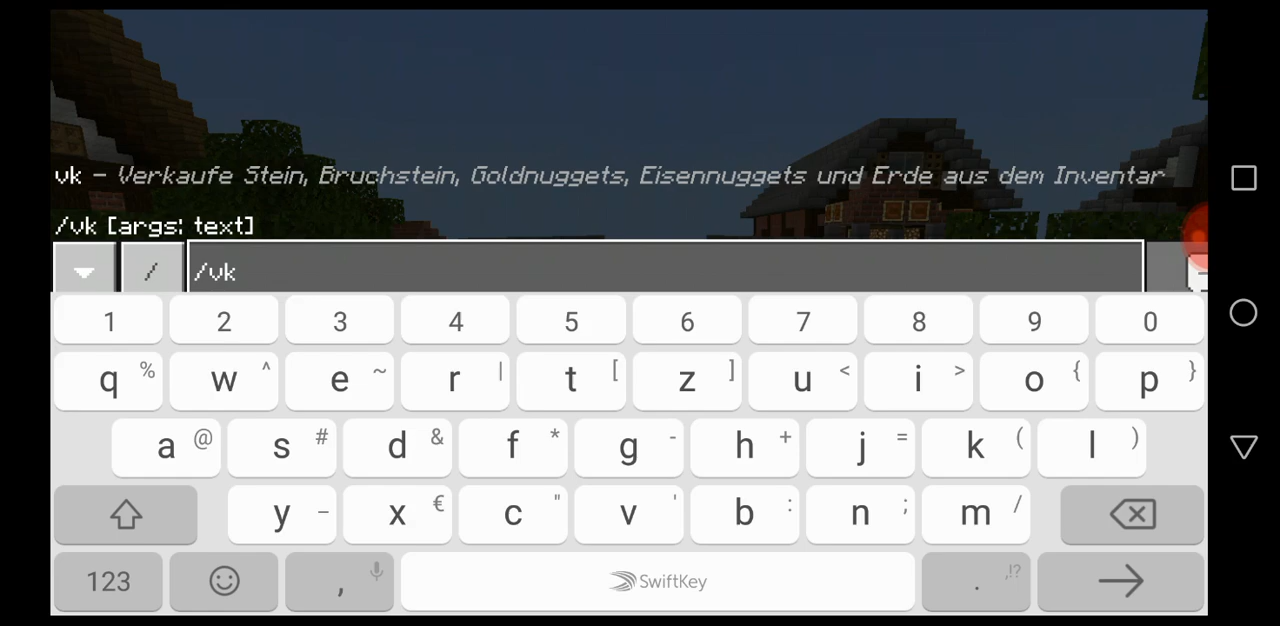 vk - Verkaufe Stein, Bruchstein, Goldnuggets, Eisennuggets und Erde aus dem Inventar
/vk [args: text]
/ /vk
1 2 3 4 5 6 7 8 9 0
q % w ^ e ~ r | t [ z ] u < i > o { p }
a @ s # d & f * g - h + j = k ( l )
y _ x € c " v ' b : n ; m /
123 , SwiftKey . ,!?